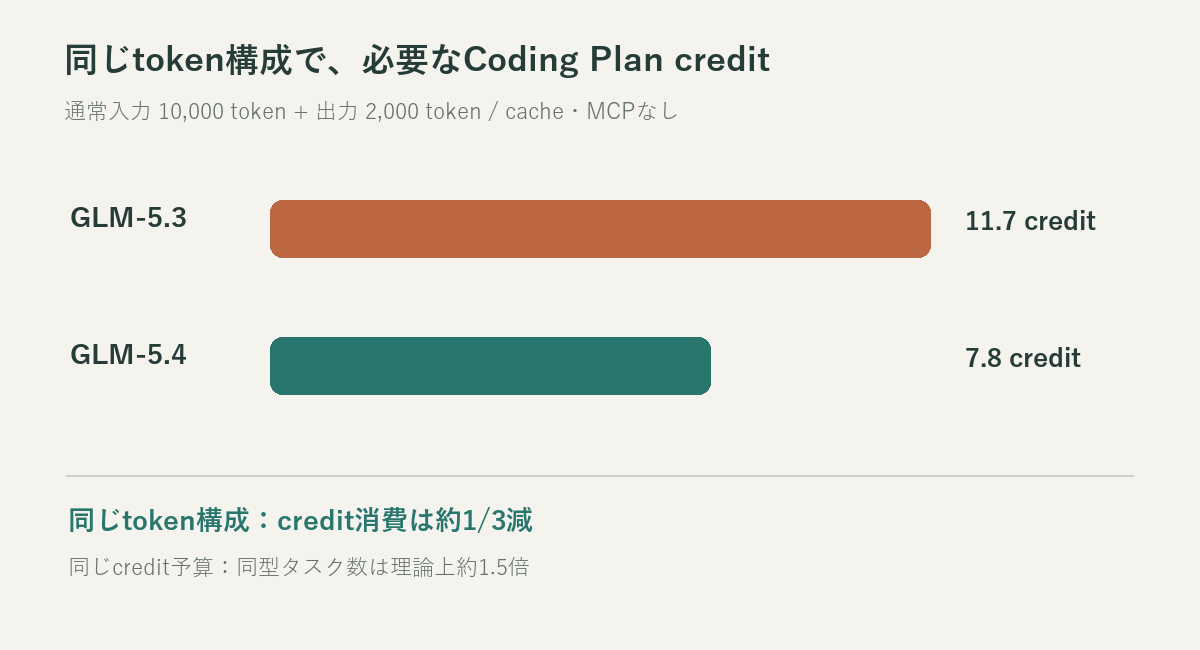 同じtoken構成で、必要なCoding Plan credit
通常入力 10,000 token + 出力 2,000 token / cache・MCPなし
GLM-5.3
11.7 credit
GLM-5.4
7.8 credit
同じtoken構成：credit消費は約1/3減
同じcredit予算：同型タスク数は理論上約1.5倍